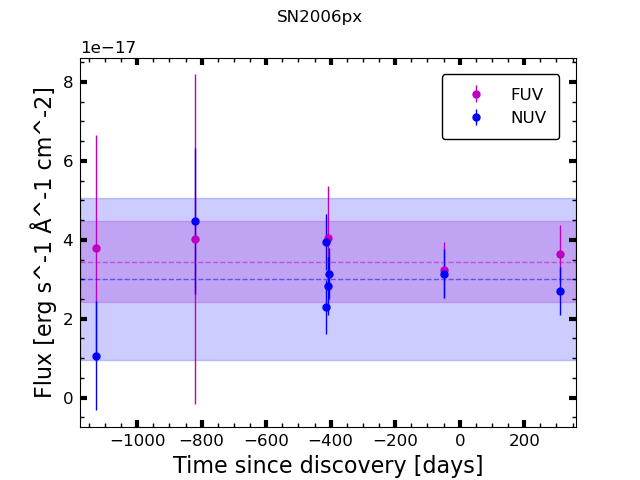 SN2006px
1e−17
Flux [erg s^-1 Å^-1 cm^-2]
8
6
4
2
0
FUV
NUV
−1000 −800 −600 −400 −200 0 200
Time since discovery [days]